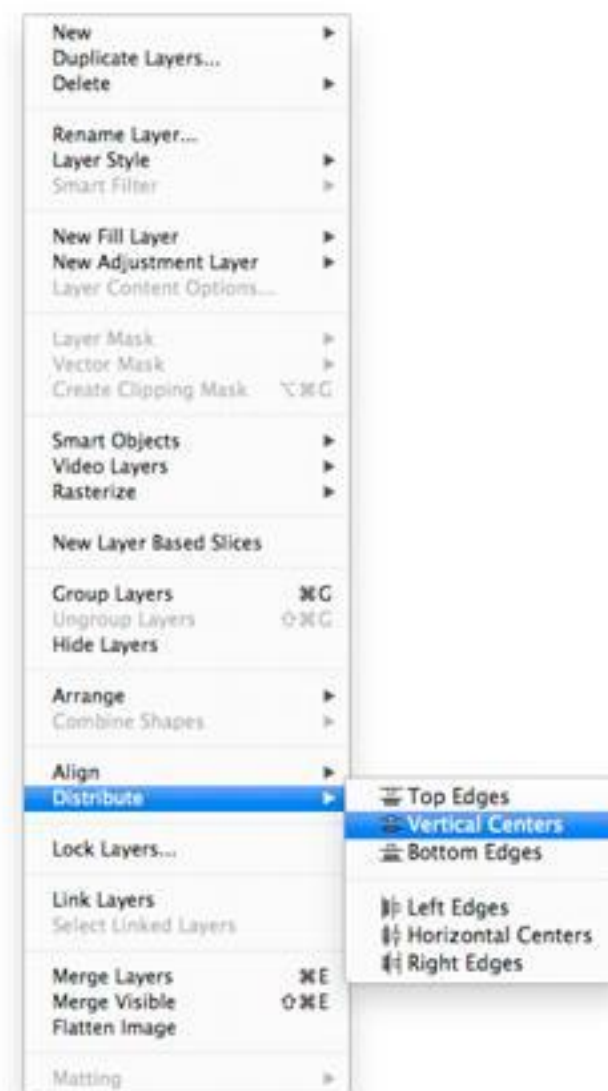 New
Duplicate Layers...
Delete
Rename Layer...
Layer Style
Smart Filter
New Fill Layer
New Adjustment Layer
Layer Content Options...
Layer Mask
Vector Mask
Create Clipping Mask ⌥⌘G
Smart Objects
Video Layers
Rasterize
New Layer Based Slices
Group Layers ⌘G
Ungroup Layers ⇧⌘G
Hide Layers
Arrange
Combine Shapes
Align
Distribute
Top Edges
Vertical Centers
Bottom Edges
Left Edges
Horizontal Centers
Right Edges
Lock Layers...
Link Layers
Select Linked Layers
Merge Layers ⌘E
Merge Visible ⇧⌘E
Flatten Image
Matting